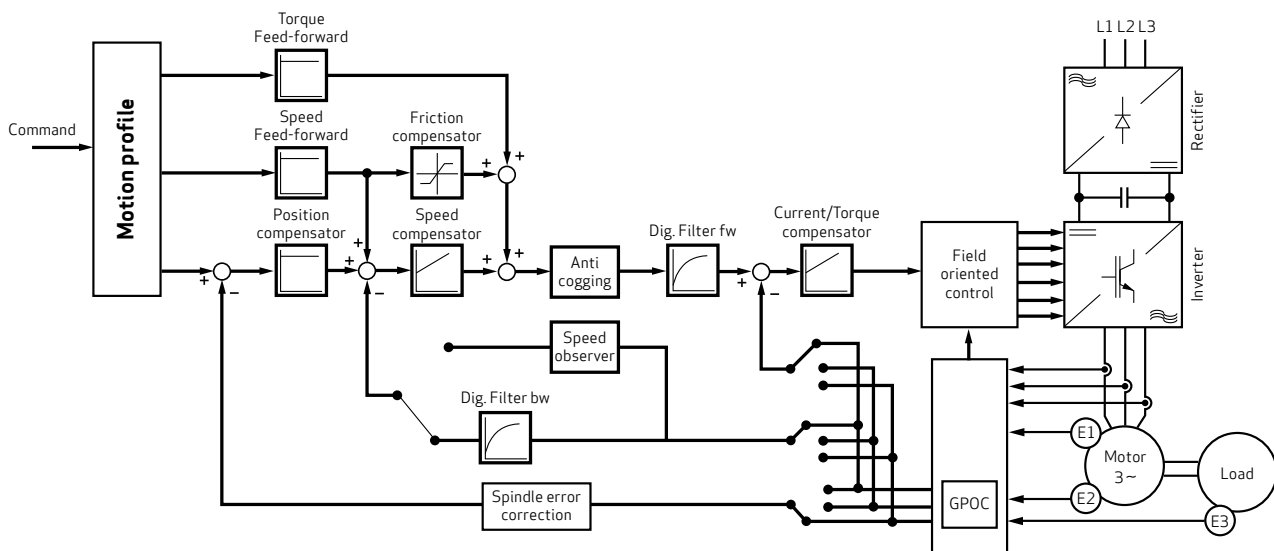 Torque
Feed-forward
L1 L2 L3
Rectifier
Command
Motion profile
Speed
Feed-forward
Friction
compensator
+
+
+
Position
compensator
Speed
compensator
Dig. Filter fw
Current/Torque
compensator
+
+
+
+
−
−
+
−
Anti
cogging
Field
oriented
control
Inverter
Speed
observer
Dig. Filter bw
E1
Motor
3~
Load
Spindle error
correction
GPOC
E2
E3